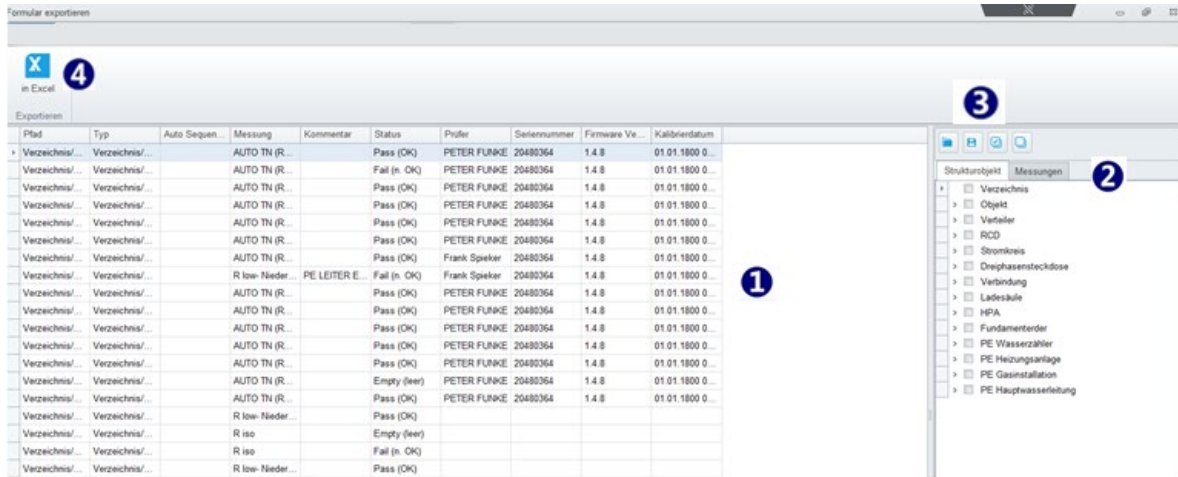 Formular exportieren
in Excel
4
Exportieren
3
Pfad Typ Auto Sequen... Messung Kommentar Status Prüfer Seriennummer Firmware Ve... Kalibrierdatum
Verzeichnis/... Verzeichnis/... AUTO TN (R... Pass (OK) PETER FUNKE 20480364 1.4.8 01.01.1800 0...
Verzeichnis/... Verzeichnis/... AUTO TN (R... Fail (n. OK) PETER FUNKE 20480364 1.4.8 01.01.1800 0...
Verzeichnis/... Verzeichnis/... AUTO TN (R... Pass (OK) PETER FUNKE 20480364 1.4.8 01.01.1800 0...
Verzeichnis/... Verzeichnis/... AUTO TN (R... Pass (OK) PETER FUNKE 20480364 1.4.8 01.01.1800 0...
Verzeichnis/... Verzeichnis/... AUTO TN (R... Pass (OK) PETER FUNKE 20480364 1.4.8 01.01.1800 0...
Verzeichnis/... Verzeichnis/... AUTO TN (R... Pass (OK) PETER FUNKE 20480364 1.4.8 01.01.1800 0...
Verzeichnis/... Verzeichnis/... AUTO TN (R... Pass (OK) Frank Spieker 20480364 1.4.8 01.01.1800 0...
Verzeichnis/... Verzeichnis/... R low- Nieder... PE LEITER E... Fail (n. OK) Frank Spieker 20480364 1.4.8 01.01.1800 0...
Verzeichnis/... Verzeichnis/... AUTO TN (R... Pass (OK) PETER FUNKE 20480364 1.4.8 01.01.1800 0...
Verzeichnis/... Verzeichnis/... AUTO TN (R... Pass (OK) PETER FUNKE 20480364 1.4.8 01.01.1800 0...
Verzeichnis/... Verzeichnis/... AUTO TN (R... Pass (OK) PETER FUNKE 20480364 1.4.8 01.01.1800 0...
Verzeichnis/... Verzeichnis/... AUTO TN (R... Pass (OK) PETER FUNKE 20480364 1.4.8 01.01.1800 0...
Verzeichnis/... Verzeichnis/... AUTO TN (R... Pass (OK) PETER FUNKE 20480364 1.4.8 01.01.1800 0...
Verzeichnis/... Verzeichnis/... AUTO TN (R... Empty (leer) PETER FUNKE 20480364 1.4.8 01.01.1800 0...
Verzeichnis/... Verzeichnis/... AUTO TN (R... Pass (OK) PETER FUNKE 20480364 1.4.8 01.01.1800 0...
Verzeichnis/... Verzeichnis/... R low- Nieder... Pass (OK)
Verzeichnis/... Verzeichnis/... R iso Empty (leer)
Verzeichnis/... Verzeichnis/... R iso Fail (n. OK)
Verzeichnis/... Verzeichnis/... R low- Nieder... Pass (OK)
1
Strukturobjekt Messungen
2
Verzeichnis
Objekt
Verteiler
RCD
Stromkreis
Dreiphasensteckdose
Verbindung
Ladesäule
HPA
Fundamenterder
PE Wasserzähler
PE Heizungsanlage
PE Gasinstallation
PE Hauptwasserleitung